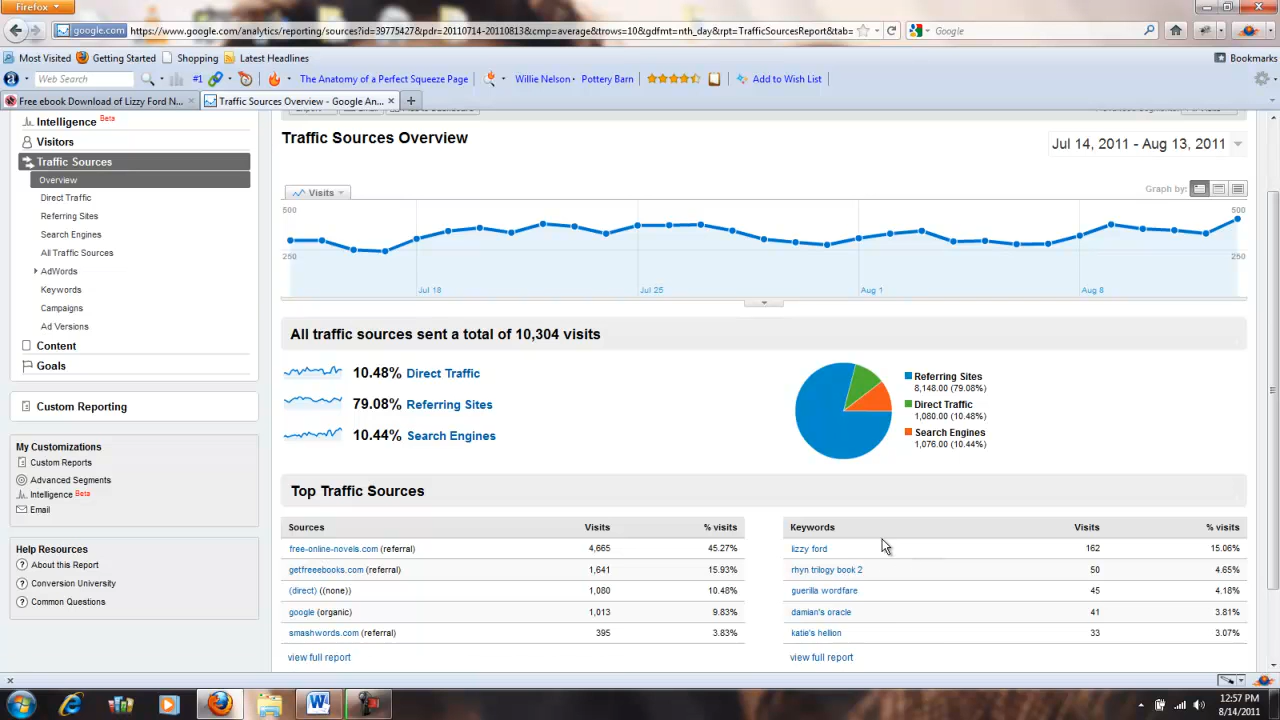 Firefox
google.com https://www.google.com/analytics/reporting/sources?id=39775427&pdr=20110714-20110813&cmp=average&trows=10&gdfmt=nth_day&rpt=TrafficSourcesReport&tab= Google
Most Visited Getting Started Shopping Latest Headlines Bookmarks
Web Search #1 The Anatomy of a Perfect Squeeze Page Willie Nelson Pottery Barn Add to Wish List
Free ebook Download of Lizzy Ford N... Traffic Sources Overview - Google An...
Intelligence Beta
Visitors
Traffic Sources
Overview
Direct Traffic
Referring Sites
Search Engines
All Traffic Sources
AdWords
Keywords
Campaigns
Ad Versions
Content
Goals
Custom Reporting
My Customizations
Custom Reports
Advanced Segments
Intelligence Beta
Email
Help Resources
About this Report
Conversion University
Common Questions
Traffic Sources Overview
Jul 14, 2011 - Aug 13, 2011
Visits
Graph by:
500 500
250 250
Jul 18 Jul 25 Aug 1 Aug 8
All traffic sources sent a total of 10,304 visits
10.48% Direct Traffic
79.08% Referring Sites
10.44% Search Engines
Referring Sites
8,148.00 (79.08%)
Direct Traffic
1,080.00 (10.48%)
Search Engines
1,076.00 (10.44%)
Top Traffic Sources
Sources Visits % visits
free-online-novels.com (referral) 4,665 45.27%
getfreeebooks.com (referral) 1,641 15.93%
(direct) ((none)) 1,080 10.48%
google (organic) 1,013 9.83%
smashwords.com (referral) 395 3.83%
view full report
Keywords Visits % visits
lizzy ford 162 15.06%
rhyn trilogy book 2 50 4.65%
guerilla wordfare 45 4.18%
damian's oracle 41 3.81%
katie's hellion 33 3.07%
view full report
12:57 PM
8/14/2011